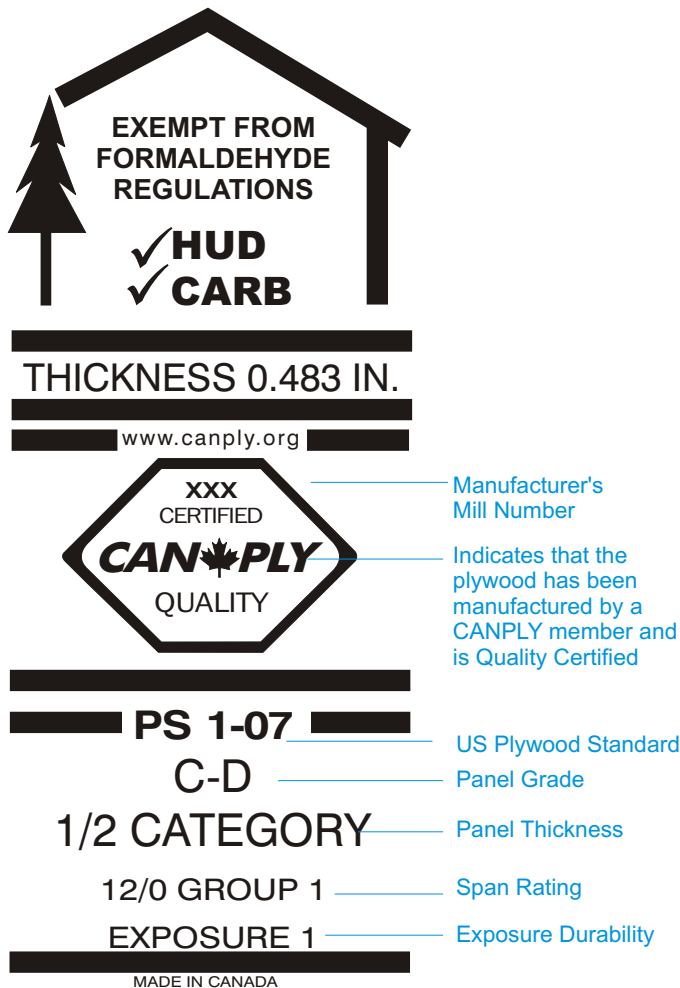 EXEMPT FROM
FORMALDEHYDE
REGULATIONS
✓HUD
✓CARB
THICKNESS 0.483 IN.
www.canply.org
XXX
CERTIFIED
CANPLY
QUALITY
Manufacturer's
Mill Number
Indicates that the
plywood has been
manufactured by a
CANPLY member and
is Quality Certified
PS 1-07
US Plywood Standard
C-D
Panel Grade
1/2 CATEGORY
Panel Thickness
12/0 GROUP 1
Span Rating
EXPOSURE 1
Exposure Durability
MADE IN CANADA